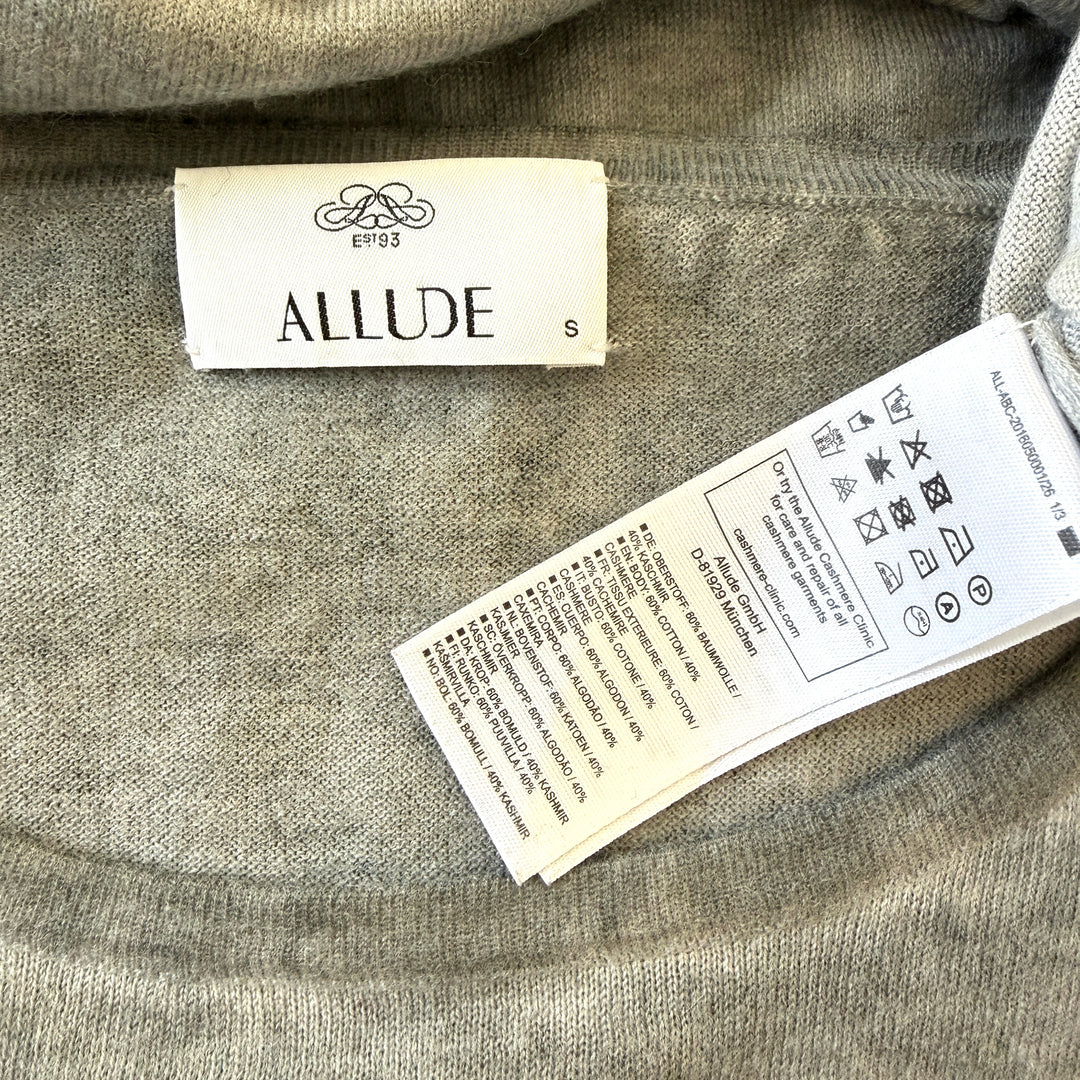 EST93
ALLUDE
S
ALL-ABC-2018050001/26 1/3
P
A
Or try the Allude Cashmere Clinic
for care and repair of all
cashmere garments
cashmere-clinic.com
Allude GmbH
D-81929 München
DE: OBERSTOFF: 60% BAUMWOLLE /
40% KASCHMIR
EN: BODY: 60% COTTON / 40%
CASHMERE
FR: TISSU EXTERIEURE: 60% COTON /
40% CACHEMIRE
IT: BUSTO: 60% COTONE / 40%
CASHMERE
ES: CUERPO: 60% ALGODON / 40%
CACHEMIR
PT: CORPO: 60% ALGODÃO / 40%
CAXEMIRA
NL: BOVENSTOF: 60% KATOEN / 40%
KASJMIER
SC: ÖVERKROPP: 60% ALGODÃO / 40%
KASCHMIR
DA: KROP: 60% BOMULD / 40% KASHMIR
FI: RUNKO: 60% PUUVILLA / 40%
KAŠMIRVILLA
NO: BOL: 60% BOMULL / 40% KASHMIR